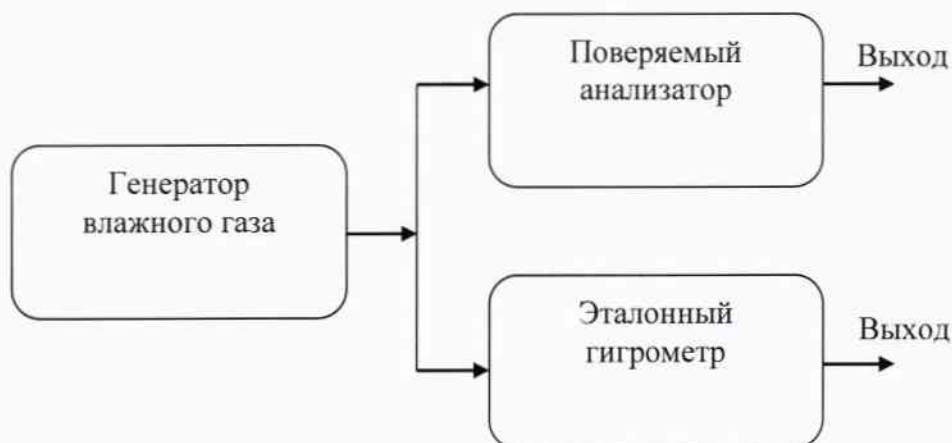 Поверяемый
анализатор
Выход
Генератор
влажного газа
Эталонный
гигрометр
Выход